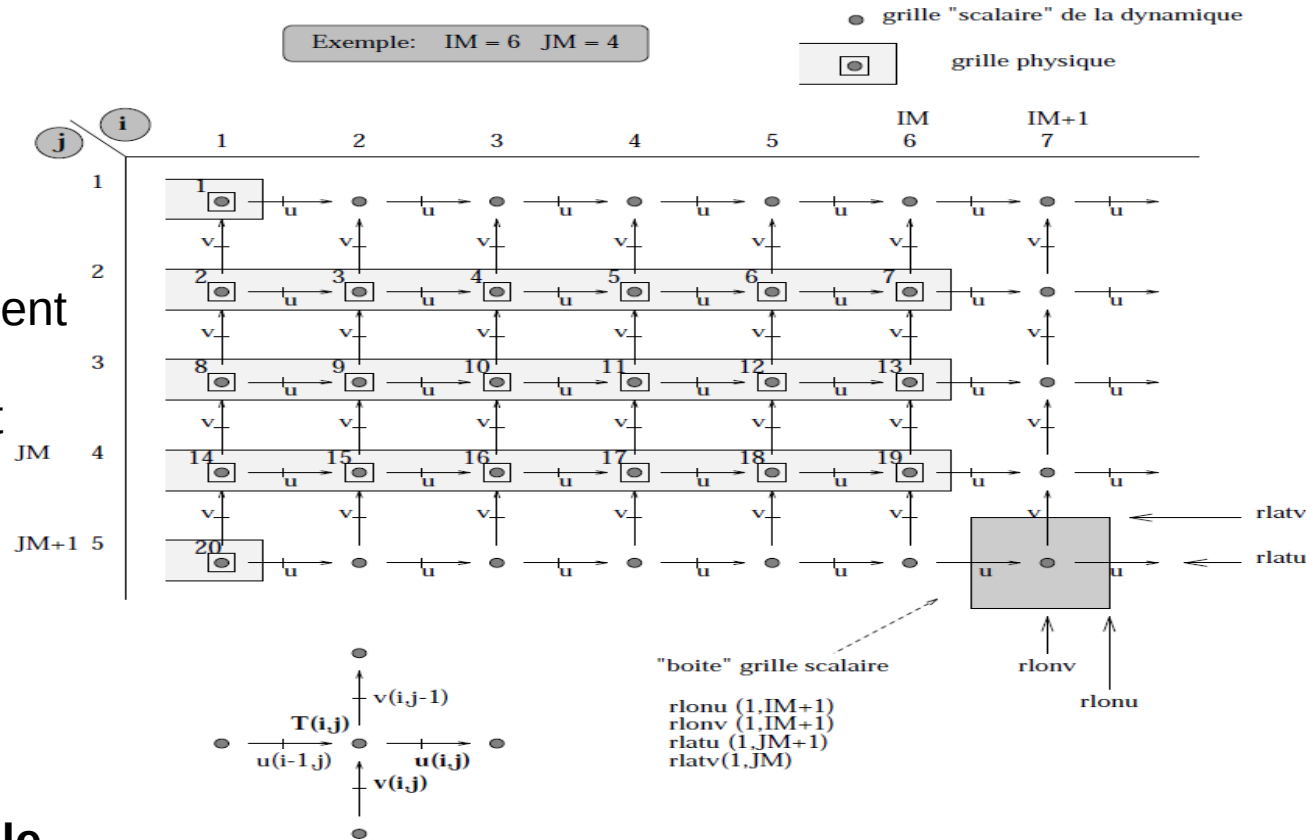 grille "scalaire" de la dynamique
Exemple: IM = 6 JM = 4
grille physique
i
j
IM IM+1
1 2 3 4 5 6 7
1
1
u u u u u u u
v v v v v v v
2
2 3 4 5 6 7
u u u u u u u
ent
v v v v v v v
3
8 9 10 11 12 13
u u u u u u u
t
v v v v v v v
JM 4
14 15 16 17 18 19
u u u u u u u
v v v v v v v
rlatv
JM+1 5
20
u u u u u u u
rlatu
"boite" grille scalaire
rlonv
rlonu
rlonu (1,IM+1)
rlonv (1,IM+1)
rlatu (1,JM+1)
rlatv(1,JM)
v(i,j-1)
T(i,j)
u(i-1,j) u(i,j)
v(i,j)
le